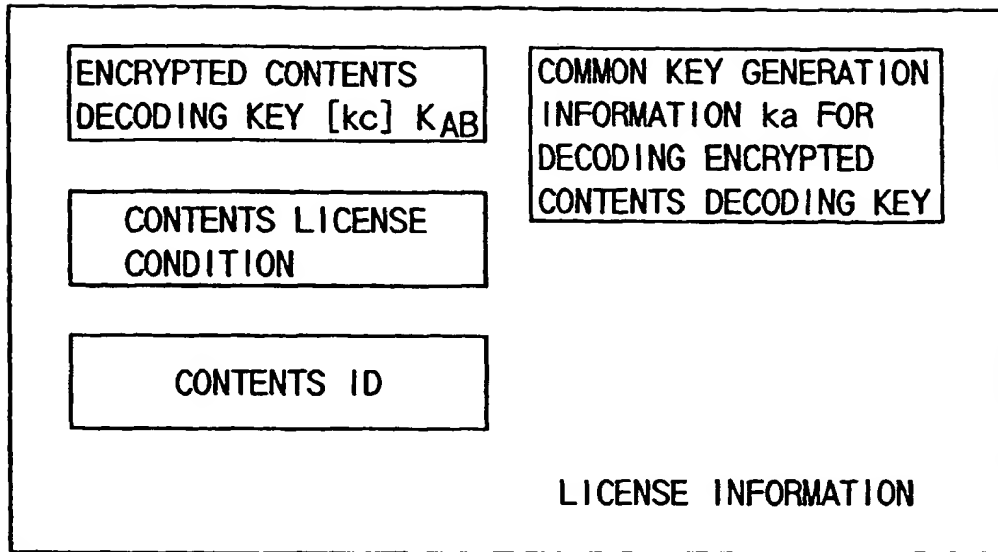 ENCRYPTED CONTENTS
DECODING KEY [kc] KAB
COMMON KEY GENERATION
INFORMATION ka FOR
DECODING ENCRYPTED
CONTENTS DECODING KEY
CONTENTS LICENSE
CONDITION
CONTENTS ID
LICENSE INFORMATION